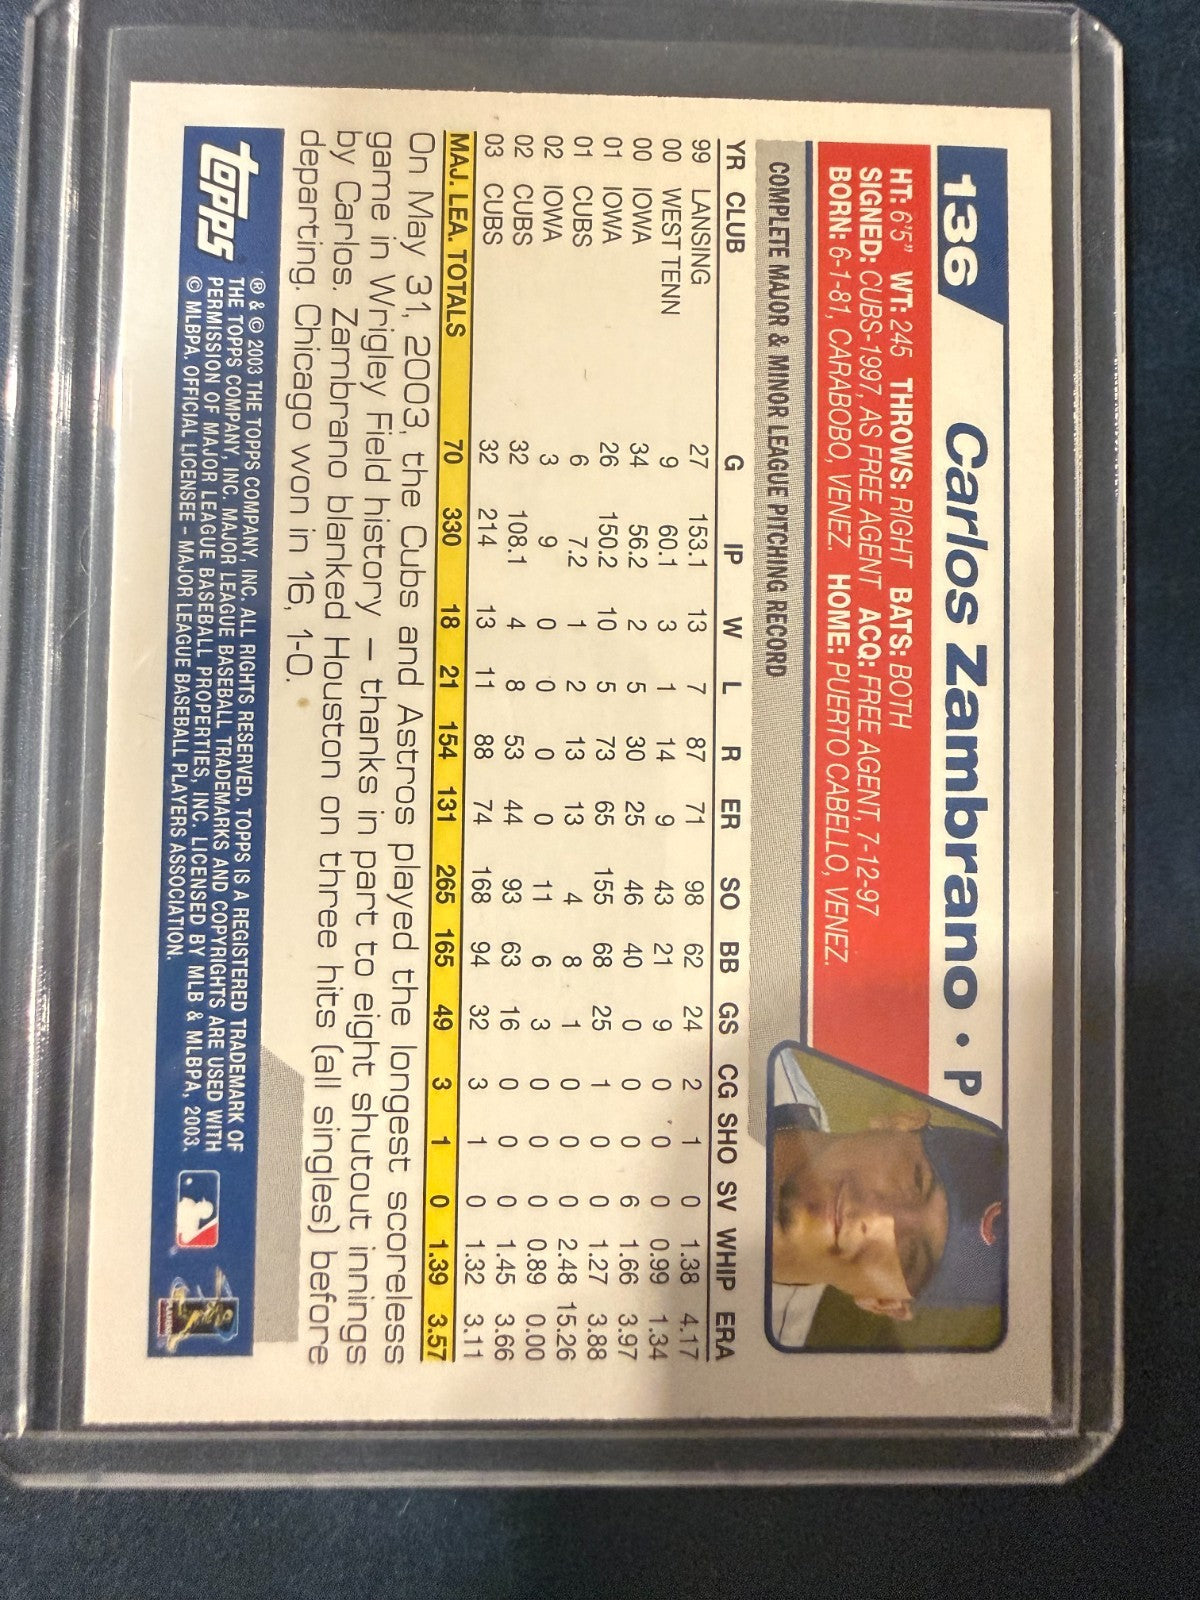 136 Carlos Zambrano • P
HT: 6'5" WT: 245 THROWS: RIGHT BATS: BOTH
SIGNED: CUBS-1997, AS FREE AGENT ACQ: FREE AGENT, 7-12-97
BORN: 6-1-81, CARABOBO, VENEZ. HOME: PUERTO CABELLO, VENEZ.
COMPLETE MAJOR & MINOR LEAGUE PITCHING RECORD
YR CLUB G IP W L R ER SO BB GS CG SHO SV WHIP ERA
99 LANSING 27 153.1 13 7 87 71 98 62 24 2 1 0 1.38 4.17
00 WEST TENN 9 60.1 3 1 14 9 43 21 9 0 0 0 0.99 1.34
00 IOWA 34 56.2 2 5 30 25 46 40 0 0 0 6 1.66 3.97
01 IOWA 26 150.2 10 5 73 65 155 68 25 1 0 0 1.27 3.88
01 CUBS 6 7.2 1 2 13 13 4 8 1 0 0 0 2.48 15.26
02 IOWA 3 9 0 0 0 0 11 6 3 0 0 0 0.89 0.00
02 CUBS 32 108.1 4 8 53 44 93 63 16 0 0 0 1.45 3.66
03 CUBS 32 214 13 11 88 74 168 94 32 3 1 0 1.32 3.11
MAJ. LEA. TOTALS 70 330 18 21 154 131 265 165 49 3 1 0 1.39 3.57
On May 31, 2003, the Cubs and Astros played the longest scoreless
game in Wrigley Field history – thanks in part to eight shutout innings
by Carlos. Zambrano blanked Houston on three hits (all singles) before
departing. Chicago won in 16, 1-0.
topps
® & © 2003 THE TOPPS COMPANY, INC. ALL RIGHTS RESERVED. TOPPS IS A REGISTERED TRADEMARK OF
THE TOPPS COMPANY, INC. MAJOR LEAGUE BASEBALL TRADEMARKS AND COPYRIGHTS ARE USED WITH
PERMISSION OF MAJOR LEAGUE BASEBALL PROPERTIES, INC. LICENSED BY MLB & MLBPA, 2003.
© MLBPA. OFFICIAL LICENSEE - MAJOR LEAGUE BASEBALL PLAYERS ASSOCIATION.